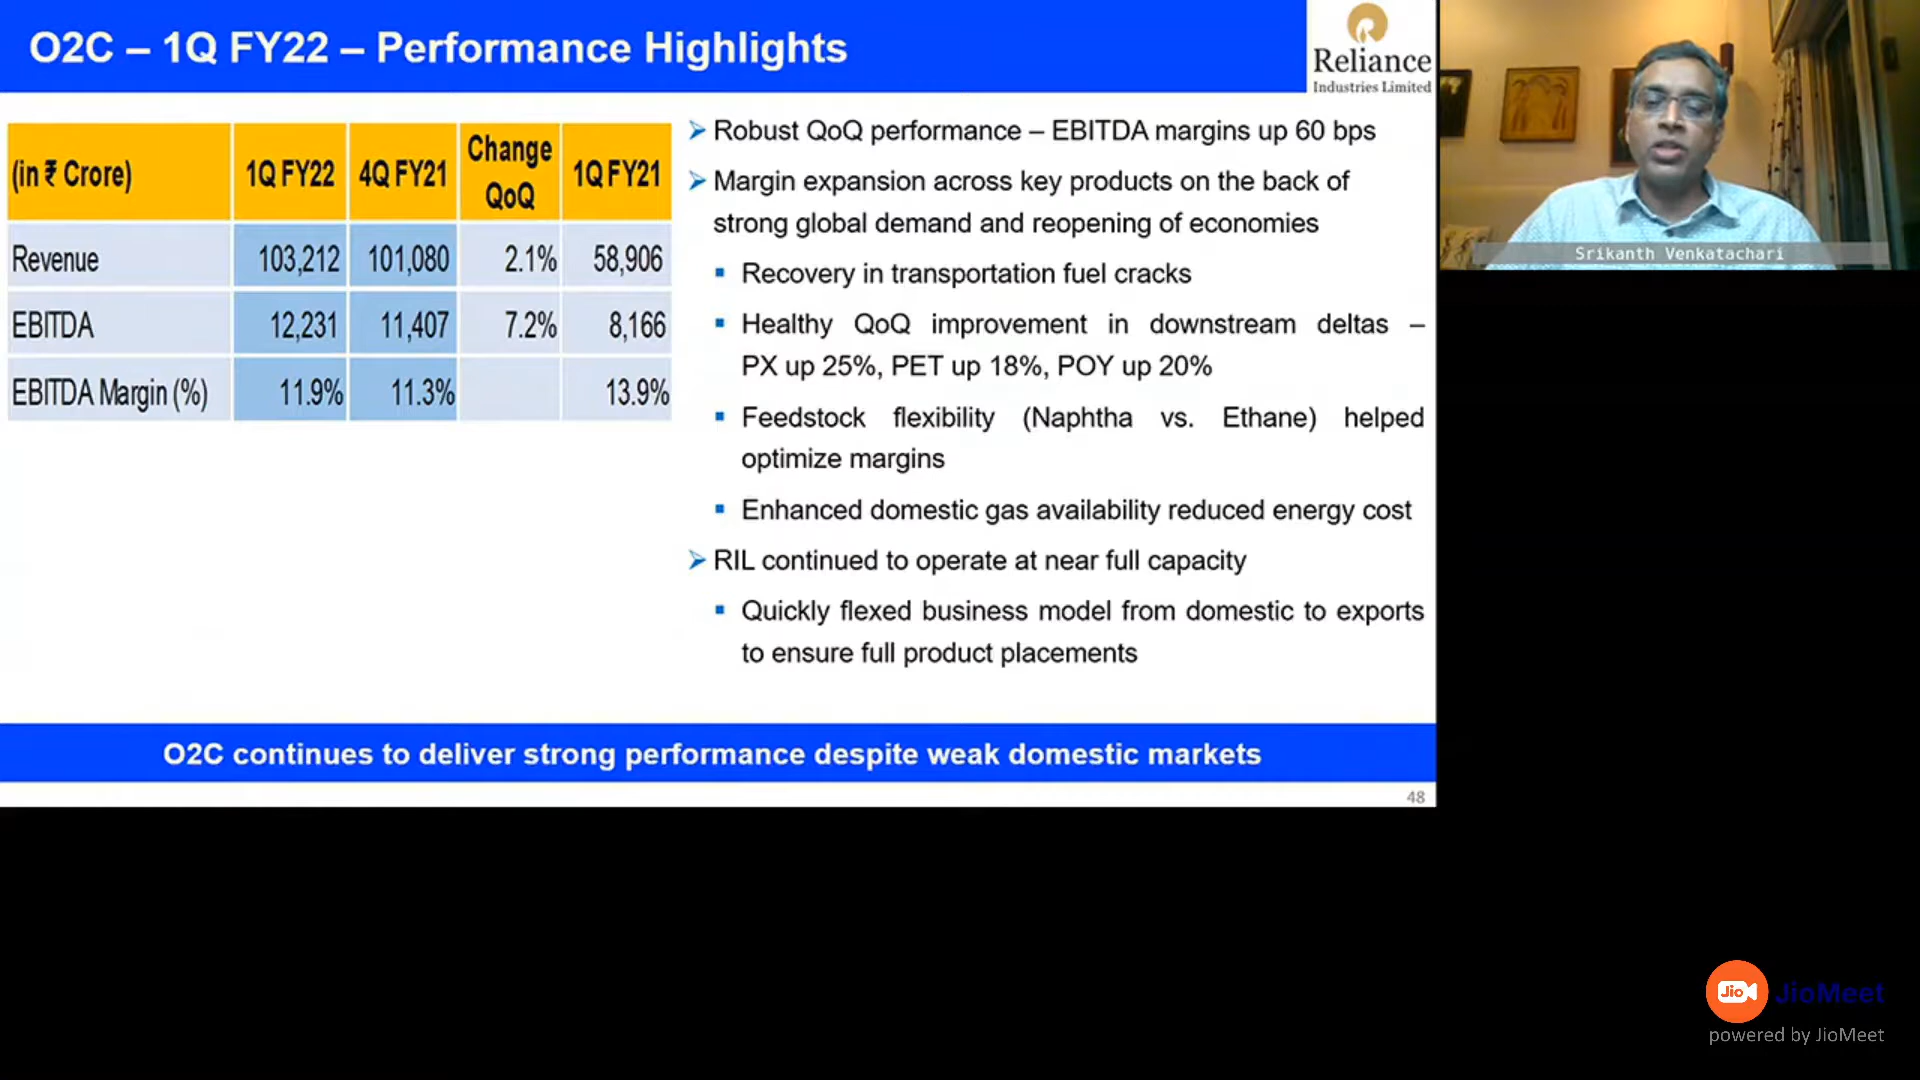 O2C – 1Q FY22 – Performance Highlights
Reliance
Industries Limited
(in ₹ Crore) 1Q FY22 4Q FY21 Change QoQ 1Q FY21
Revenue 103,212 101,080 2.1% 58,906
EBITDA 12,231 11,407 7.2% 8,166
EBITDA Margin (%) 11.9% 11.3% 13.9%
Robust QoQ performance – EBITDA margins up 60 bps
Margin expansion across key products on the back of
strong global demand and reopening of economies
Recovery in transportation fuel cracks
Healthy QoQ improvement in downstream deltas –
PX up 25%, PET up 18%, POY up 20%
Feedstock flexibility (Naphtha vs. Ethane) helped
optimize margins
Enhanced domestic gas availability reduced energy cost
RIL continued to operate at near full capacity
Quickly flexed business model from domestic to exports
to ensure full product placements
O2C continues to deliver strong performance despite weak domestic markets
48
Srikanth Venkatachari
Jio
JioMeet
powered by JioMeet